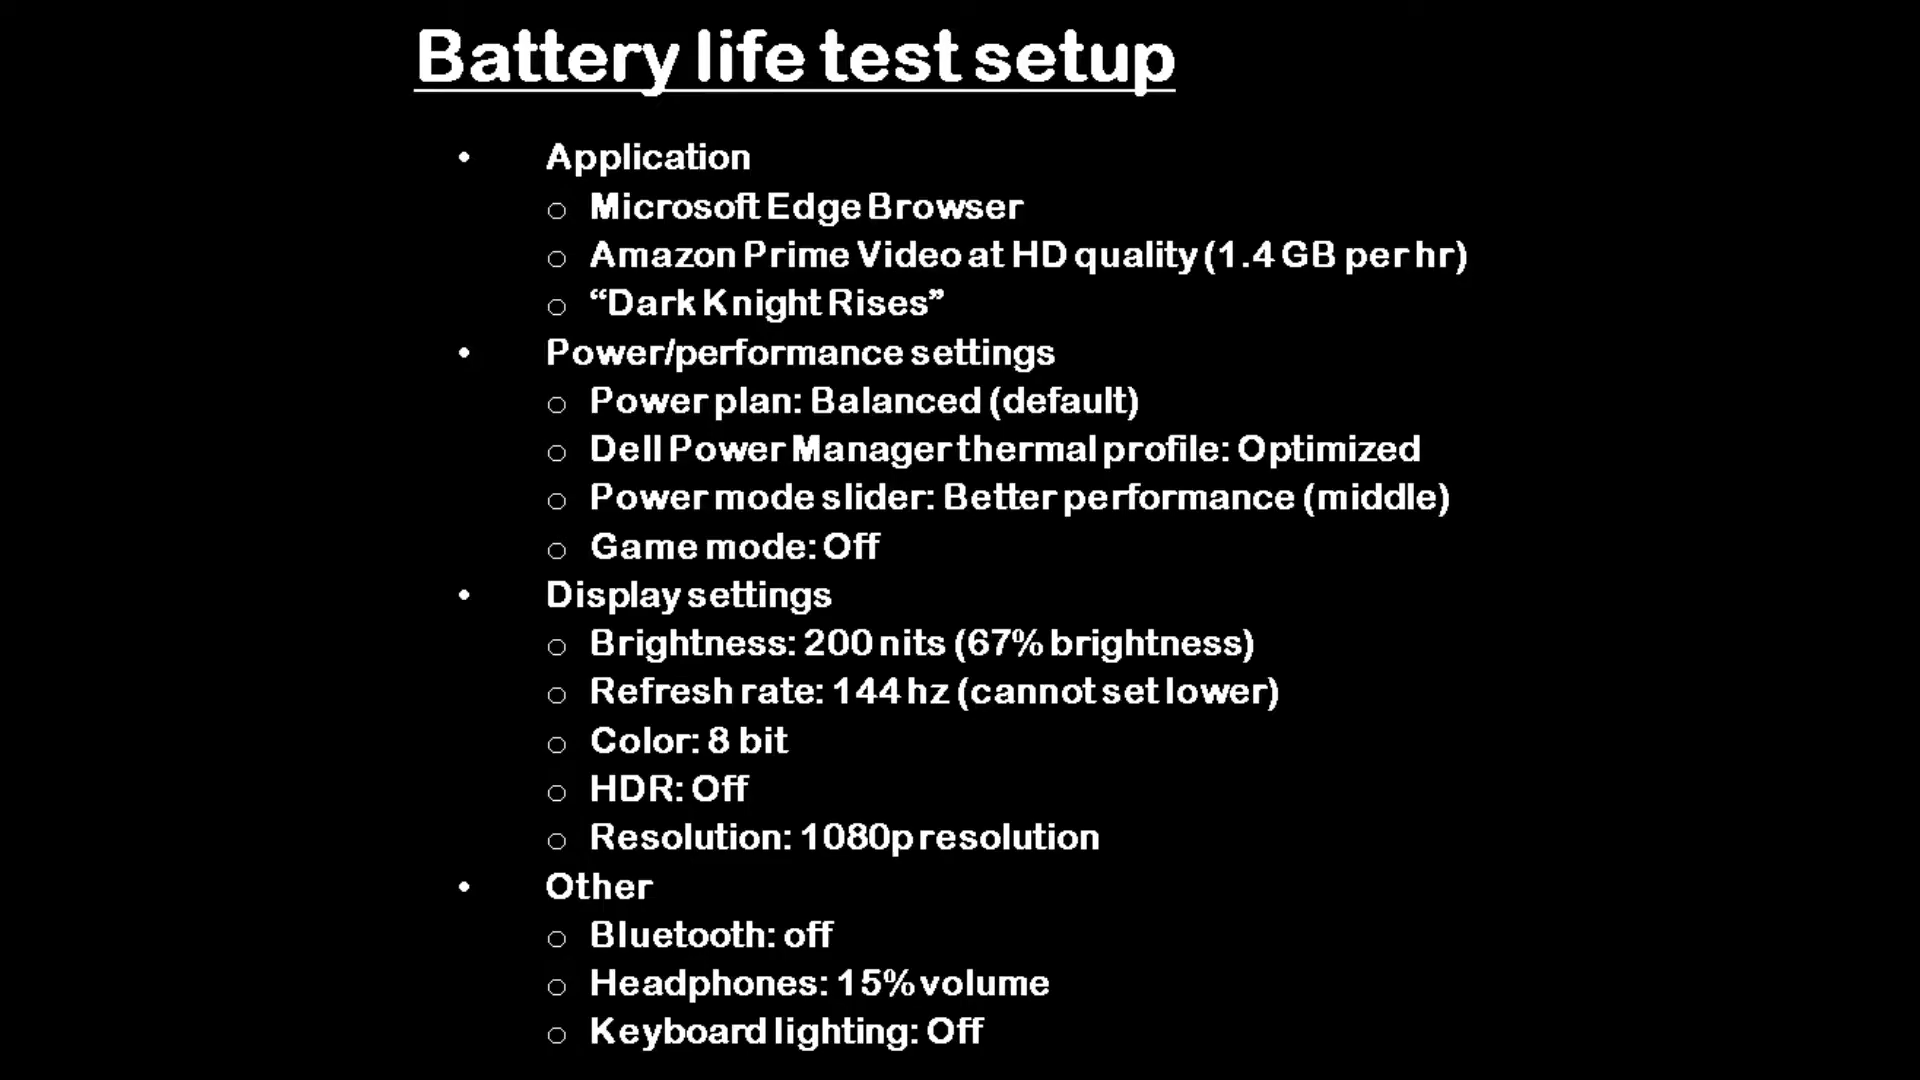 Battery life test setup
• Application
o Microsoft Edge Browser
o Amazon Prime Video at HD quality (1.4 GB per hr)
o “Dark Knight Rises”
• Power/performance settings
o Power plan: Balanced (default)
o Dell Power Manager thermal profile: Optimized
o Power mode slider: Better performance (middle)
o Game mode: Off
• Display settings
o Brightness: 200 nits (67% brightness)
o Refresh rate: 144 hz (cannot set lower)
o Color: 8 bit
o HDR: Off
o Resolution: 1080p resolution
• Other
o Bluetooth: off
o Headphones: 15% volume
o Keyboard lighting: Off